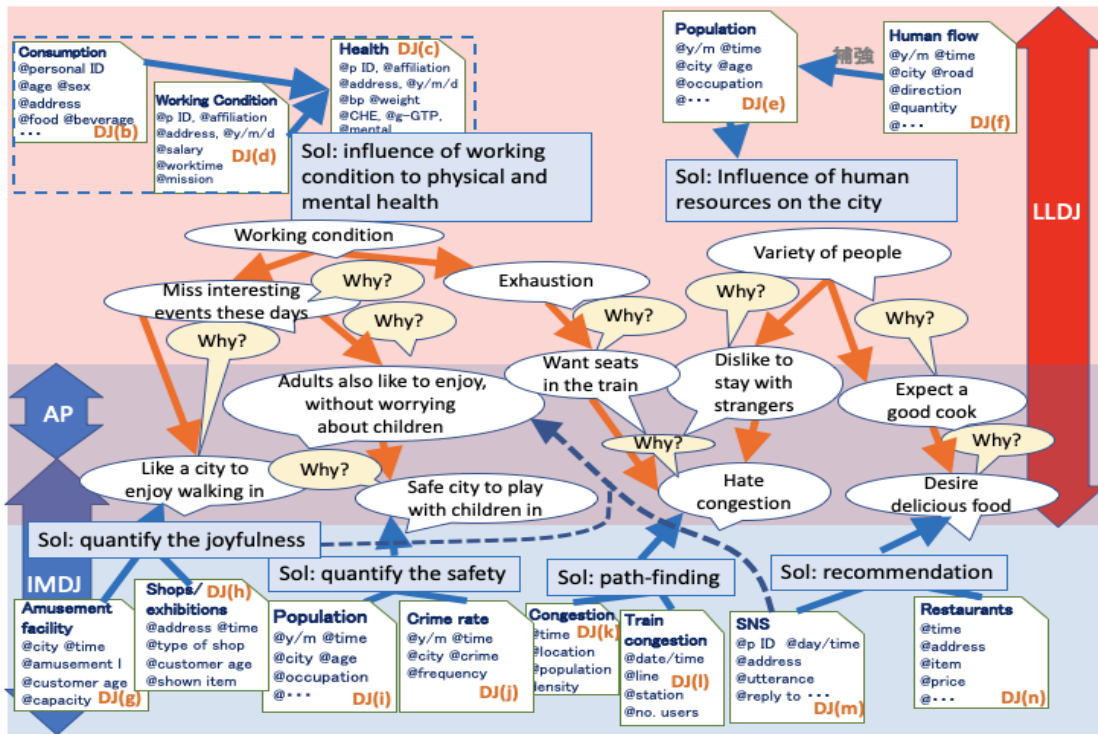 Consumption
@personal ID
@age @sex
@address
@food @beverage
...
DJ(b)
Working Condition
@p ID, @affiliation
@address, @y/m/d
@salary
@worktime
@mission
DJ(d)
Health DJ(c)
@p ID, @affiliation
@address, @y/m/d
@bp @weight
@CHE, @g-GTP,
@mental
Sol: influence of working
condition to physical and
mental health
Population
@y/m @time
@city @age
@occupation
@...
DJ(e)
補強
Human flow
@y/m @time
@city @road
@direction
@quantity
@...
DJ(f)
Sol: Influence of human
resources on the city
LLDJ
Working condition
Why?
Miss interesting
events these days
Why?
Why?
Exhaustion
Why?
Variety of people
Why?
Why?
Want seats
in the train
Dislike to
stay with
strangers
Expect a
good cook
AP
Adults also like to enjoy,
without worrying
about children
Why?
Why?
Why?
Like a city to
enjoy walking in
Safe city to play
with children in
Hate
congestion
Desire
delicious food
IMDJ
Sol: quantify the joyfulness
Sol: quantify the safety
Sol: path-finding
Sol: recommendation
Amusement
facility
@city @time
@amusement I
@customer age
@capacity
DJ(g)
Shops/ DJ(h)
exhibitions
@address @time
@type of shop
@customer age
@shown item
Population
@y/m @time
@city @age
@occupation
@...
DJ(i)
Crime rate
@y/m @time
@city @crime
@frequency
DJ(j)
Congestion
@time DJ(k)
@location
@population
density
Train
congestion
@date/time
@line DJ(l)
@station
@no. users
SNS
@p ID @day/time
@address
@utterance
@reply to ...
DJ(m)
Restaurants
@time
@address
@item
@price
@...
DJ(n)